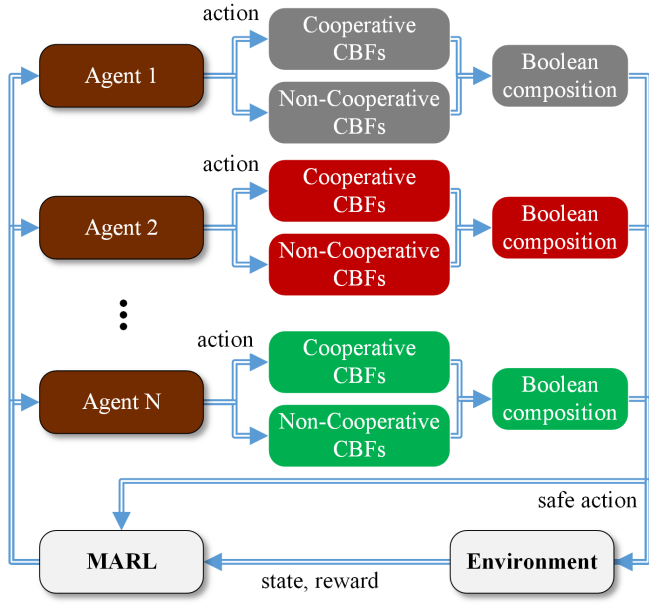 action
Cooperative
CBFs
Agent 1
Boolean
composition
Non-Cooperative
CBFs
action
Cooperative
CBFs
Agent 2
Boolean
composition
Non-Cooperative
CBFs
action
Cooperative
CBFs
Agent N
Boolean
composition
Non-Cooperative
CBFs
safe action
MARL
Environment
state, reward